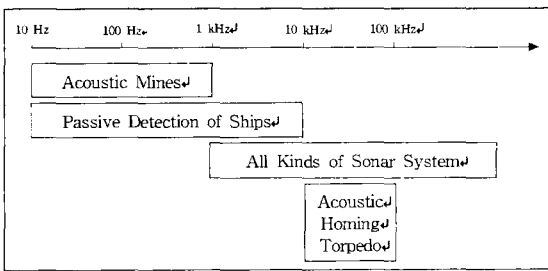 10 Hz 100 Hz↵ 1 kHz↵ 10 kHz↵ 100 kHz↵
Acoustic Mines↵
Passive Detection of Ships↵
All Kinds of Sonar System↵
Acoustic↵
Homing↵
Torpedo↵